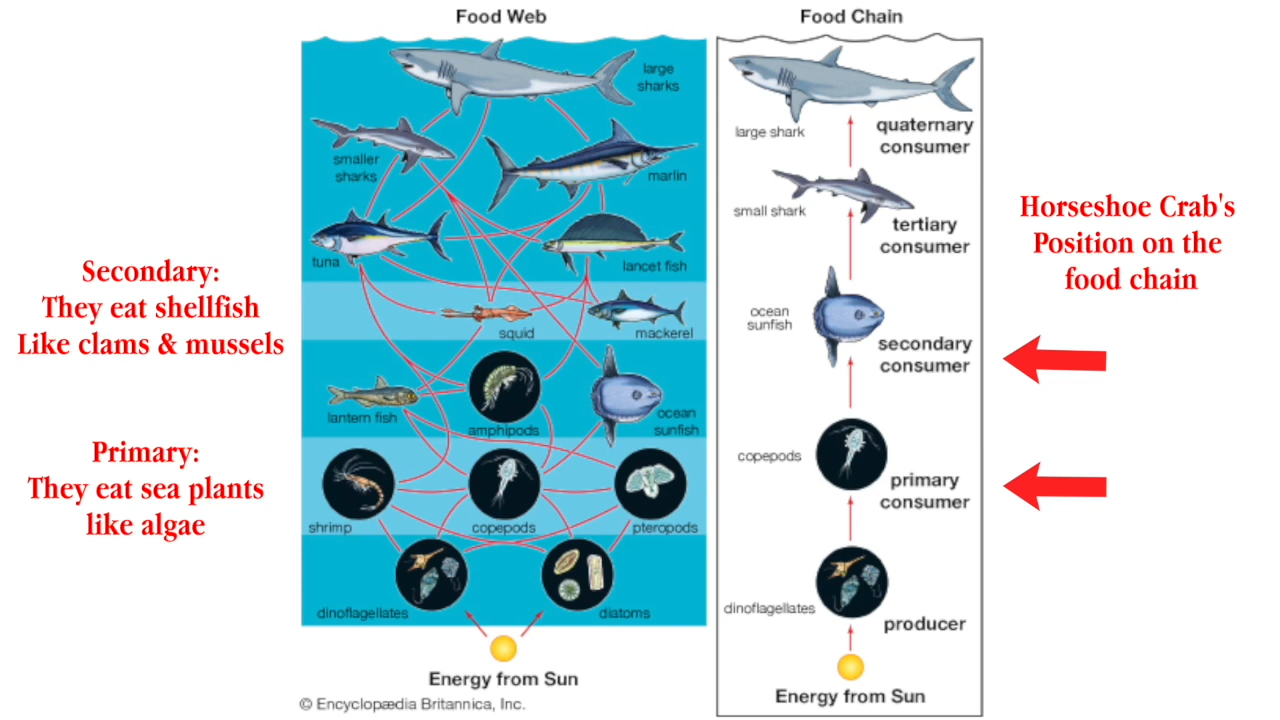 Food Web
large
sharks
smaller
sharks
marlin
tuna
lancet fish
squid
mackerel
lantern fish
amphipods
ocean
sunfish
shrimp
copepods
pteropods
dinoflagellates
diatoms
Energy from Sun
© Encyclopædia Britannica, Inc.
Food Chain
large shark
quaternary
consumer
small shark
tertiary
consumer
ocean
sunfish
secondary
consumer
copepods
primary
consumer
dinoflagellates
producer
Energy from Sun
Secondary:
They eat shellfish
Like clams & mussels
Primary:
They eat sea plants
like algae
Horseshoe Crab's
Position on the
food chain